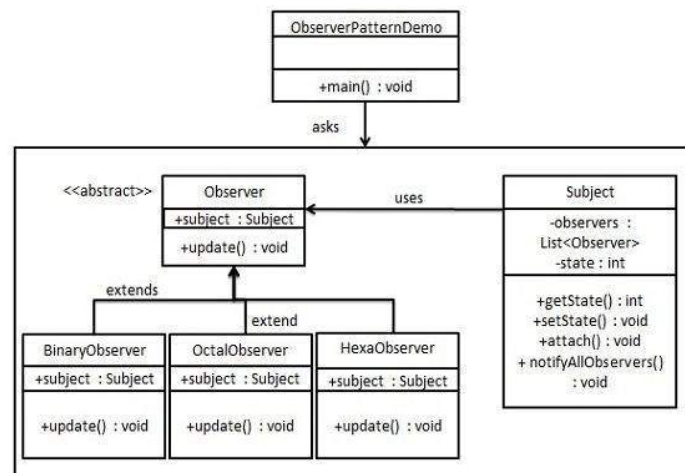 ObserverPatternDemo
+main() : void
asks
<<abstract>>
Observer
+subject : Subject
+update() : void
uses
Subject
-observers :
List<Observer>
-state : int
+getState() : int
+setState() : void
+attach() : void
+ notifyAllObservers()
: void
extends
extend
BinaryObserver
+subject : Subject
+update() : void
OctalObserver
+subject : Subject
+update() : void
HexaObserver
+subject : Subject
+update() : void